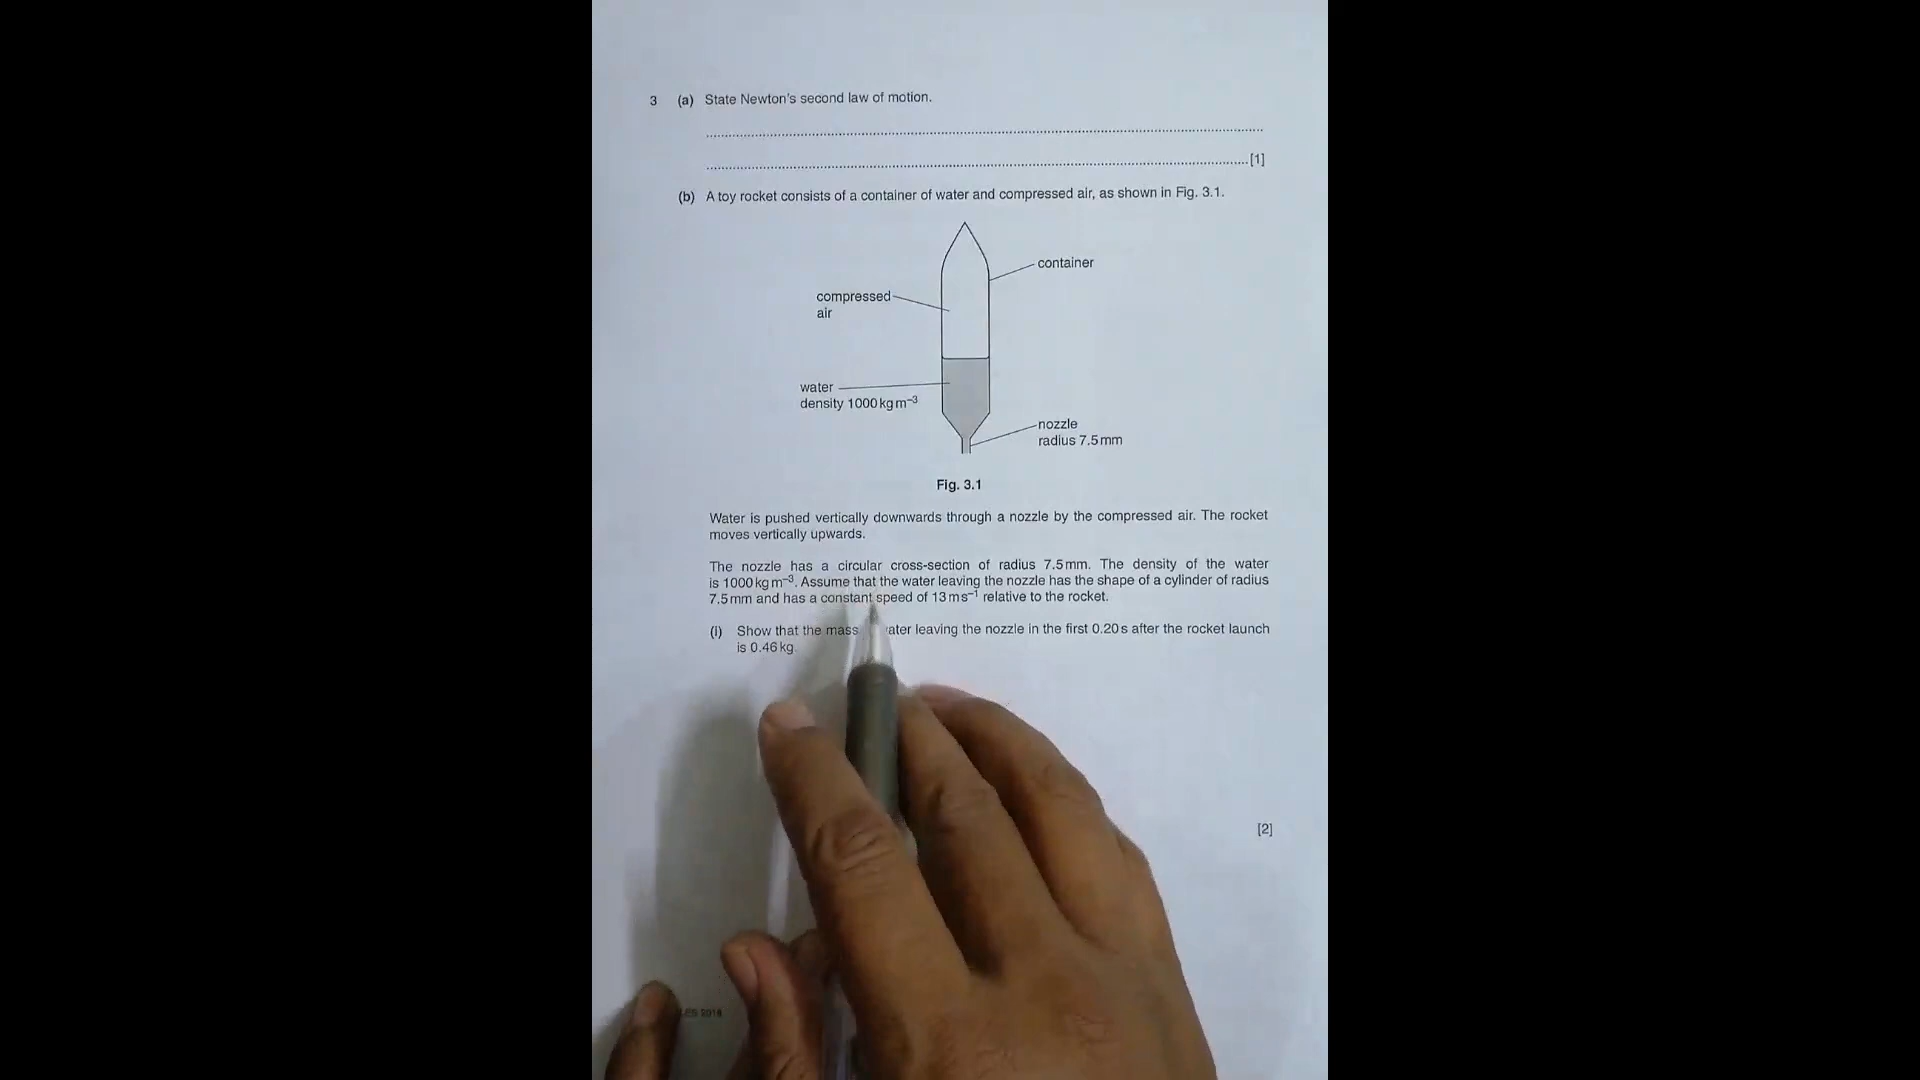 3 (a) State Newton's second law of motion.
[1]
(b) A toy rocket consists of a container of water and compressed air, as shown in Fig. 3.1.
container
compressed
air
water
density 1000 kg m⁻³
nozzle
radius 7.5 mm
Fig. 3.1
Water is pushed vertically downwards through a nozzle by the compressed air. The rocket
moves vertically upwards.
The nozzle has a circular cross-section of radius 7.5 mm. The density of the water
is 1000 kg m⁻³. Assume that the water leaving the nozzle has the shape of a cylinder of radius
7.5 mm and has a constant speed of 13 m s⁻¹ relative to the rocket.
(i) Show that the mass leaving the nozzle in the first 0.20 s after the rocket launch
is 0.46 kg.
[2]
2018